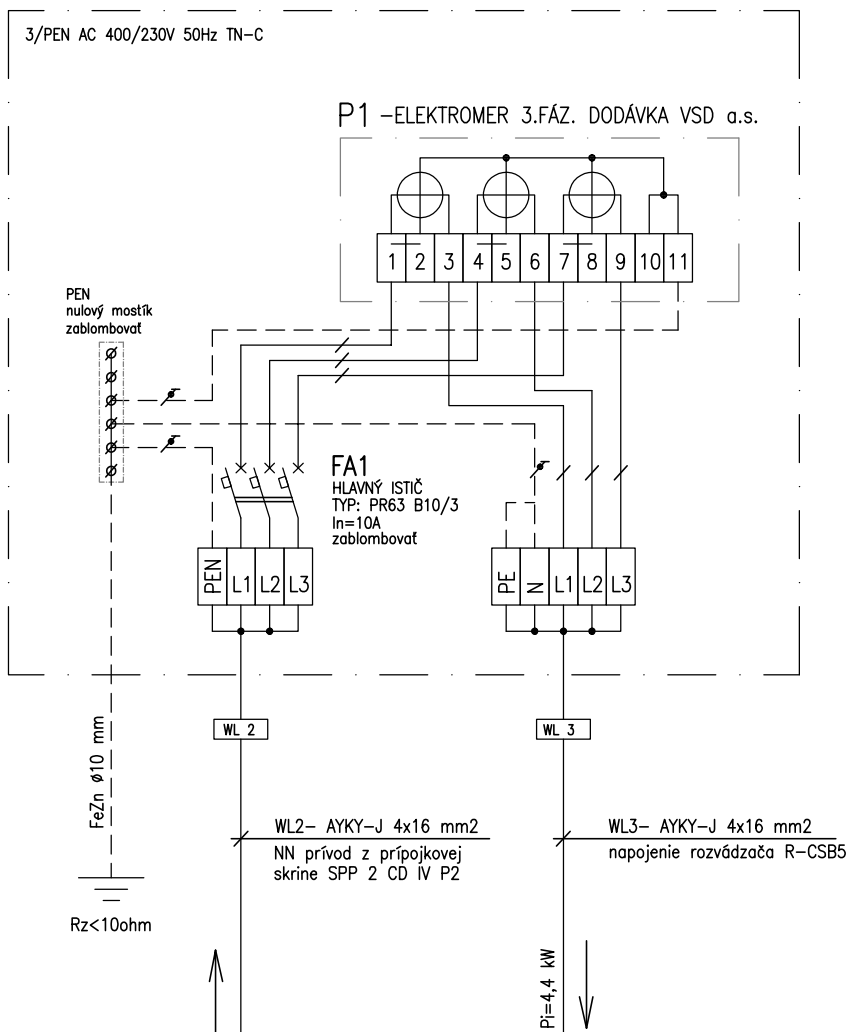 3/PEN AC 400/230V 50Hz TN-C
P1 -ELEKTROMER 3.FÁZ. DODÁVKA VSD a.s.
1 2 3 4 5 6 7 8 9 10 11
PEN
nulový mostík
zablombovať
FA1
HLAVNÝ ISTIČ
TYP: PR63 B10/3
In=10A
zablombovať
PEN L1 L2 L3
PE N L1 L2 L3
WL 2
WL 3
FeZn ø10 mm
WL2- AYKY-J 4x16 mm2
NN prívod z prípojkovej
skrine SPP 2 CD IV P2
WL3- AYKY-J 4x16 mm2
napojenie rozvádzača R-CSB5
Rz<10ohm
Pi=4,4 kW